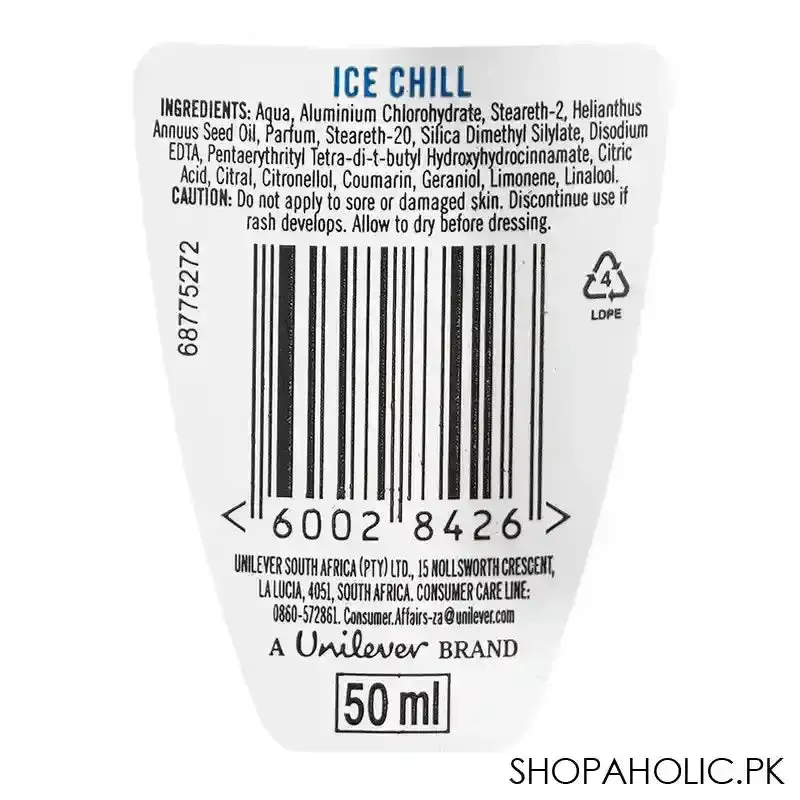 ICE CHILL
INGREDIENTS: Aqua, Aluminium Chlorohydrate, Steareth-2, Helianthus
Annuus Seed Oil, Parfum, Steareth-20, Silica Dimethyl Silylate, Disodium
EDTA, Pentaerythrityl Tetra-di-t-butyl Hydroxyhydrocinnamate, Citric
Acid, Citral, Citronellol, Coumarin, Geraniol, Limonene, Linalool.
CAUTION: Do not apply to sore or damaged skin. Discontinue use if
rash develops. Allow to dry before dressing.
68775272
4
LDPE
< 6002 8426 >
UNILEVER SOUTH AFRICA (PTY) LTD., 15 NOLLSWORTH CRESCENT,
LA LUCIA, 4051, SOUTH AFRICA. CONSUMER CARE LINE:
0860-572861. Consumer.Affairs-za@unilever.com
A Unilever BRAND
50 ml
SHOPAHOLIC.PK